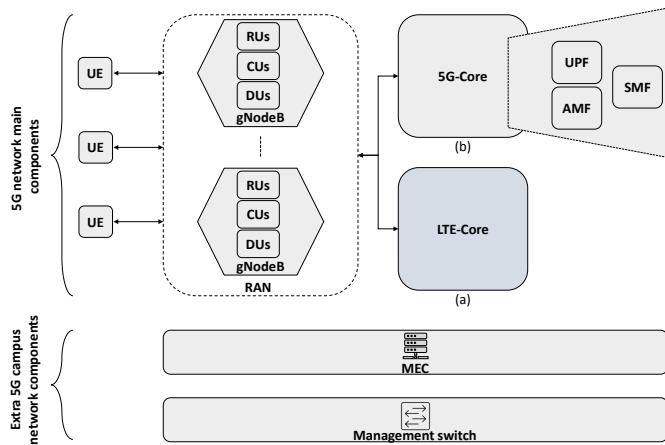 5G network main
components
UE
UE
UE
RUs
CUs
DUs
gNodeB
RUs
CUs
DUs
gNodeB
RAN
5G-Core
(b)
UPF
AMF
SMF
LTE-Core
(a)
Extra 5G campus
network components
MEC
Management switch